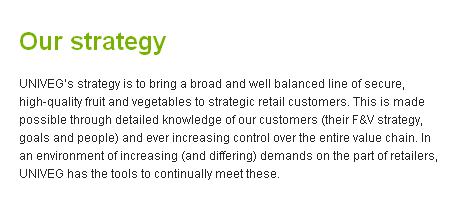 Our strategy
UNIVEG's strategy is to bring a broad and well balanced line of secure,
high-quality fruit and vegetables to strategic retail customers. This is made
possible through detailed knowledge of our customers (their F&V strategy,
goals and people) and ever increasing control over the entire value chain. In
an environment of increasing (and differing) demands on the part of retailers,
UNIVEG has the tools to continually meet these.